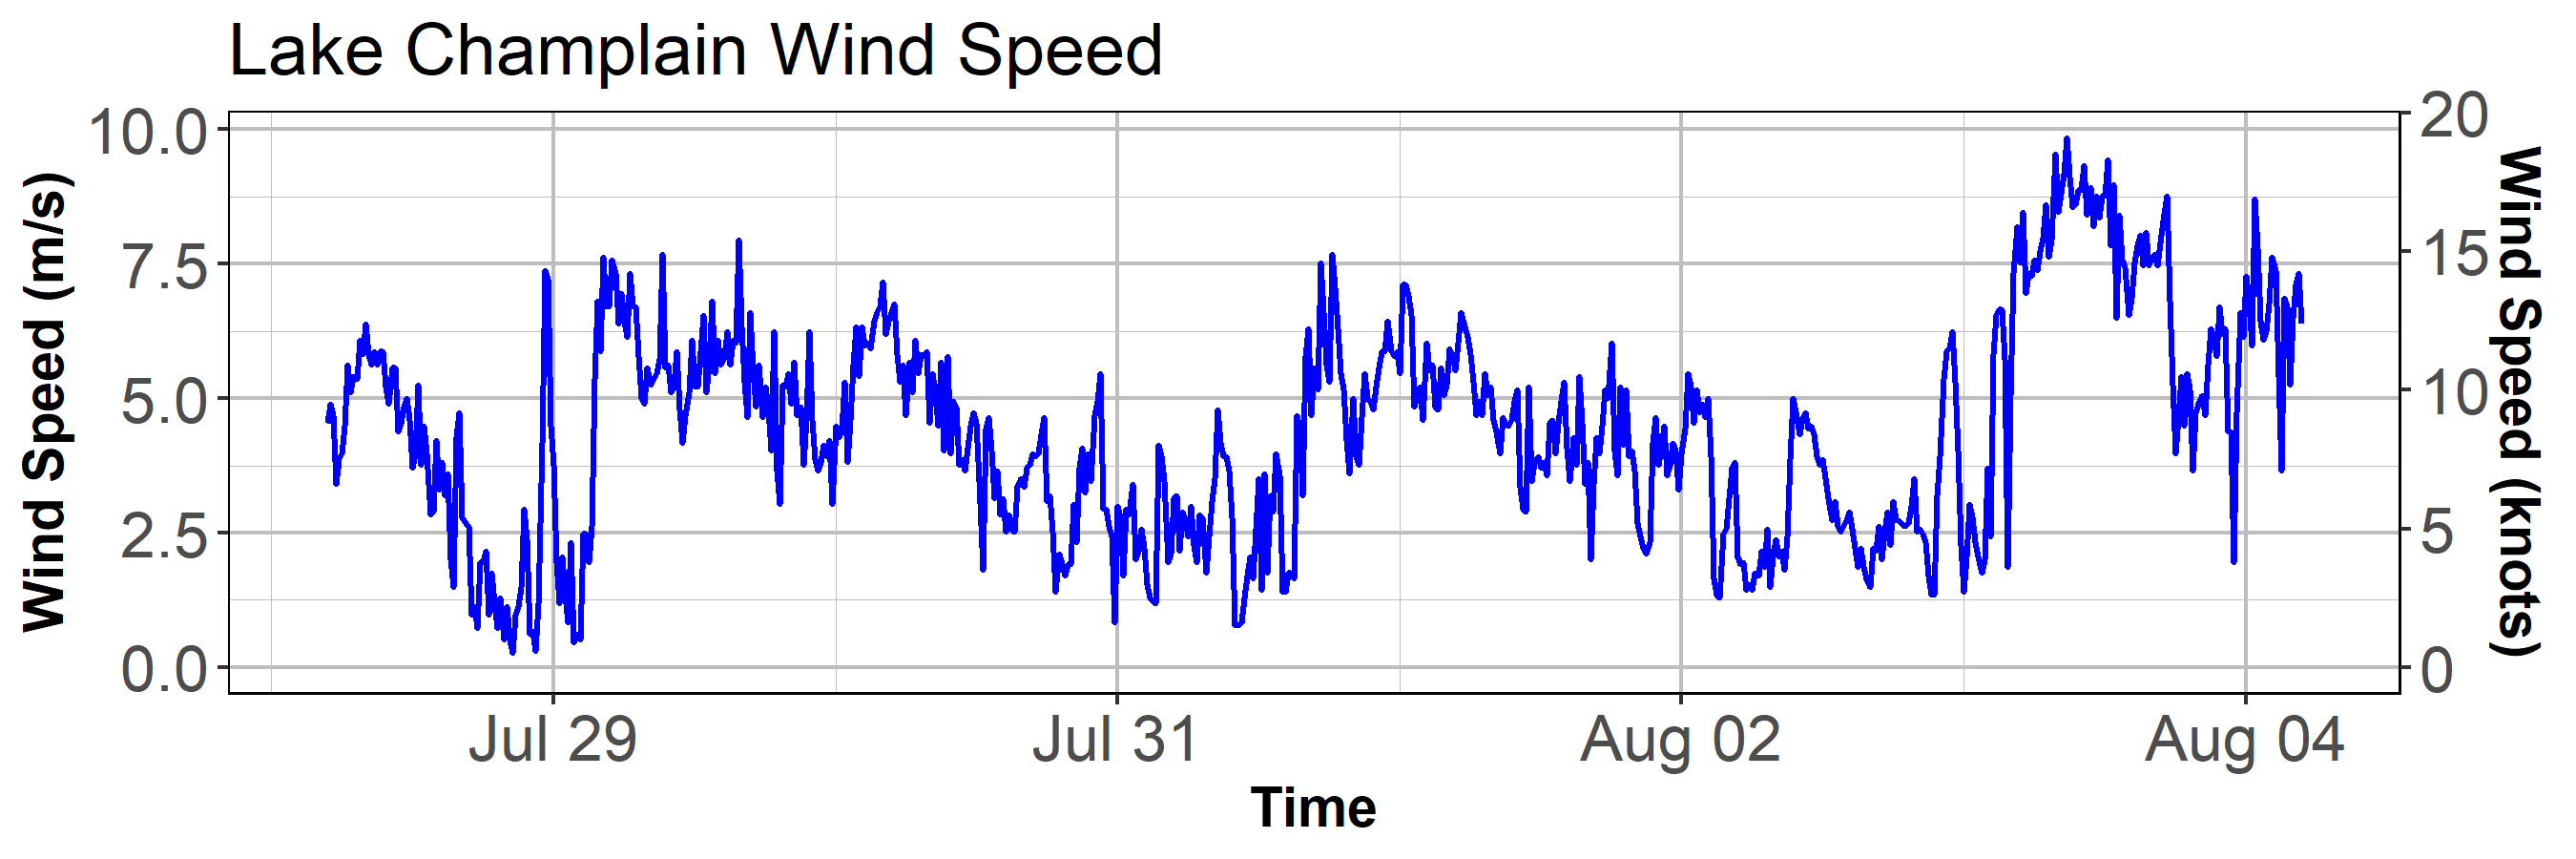 Lake Champlain Wind Speed
Wind Speed (m/s)
10.0
7.5
5.0
2.5
0.0
20
15
10
5
0
Wind Speed (knots)
Jul 29
Jul 31
Aug 02
Aug 04
Time